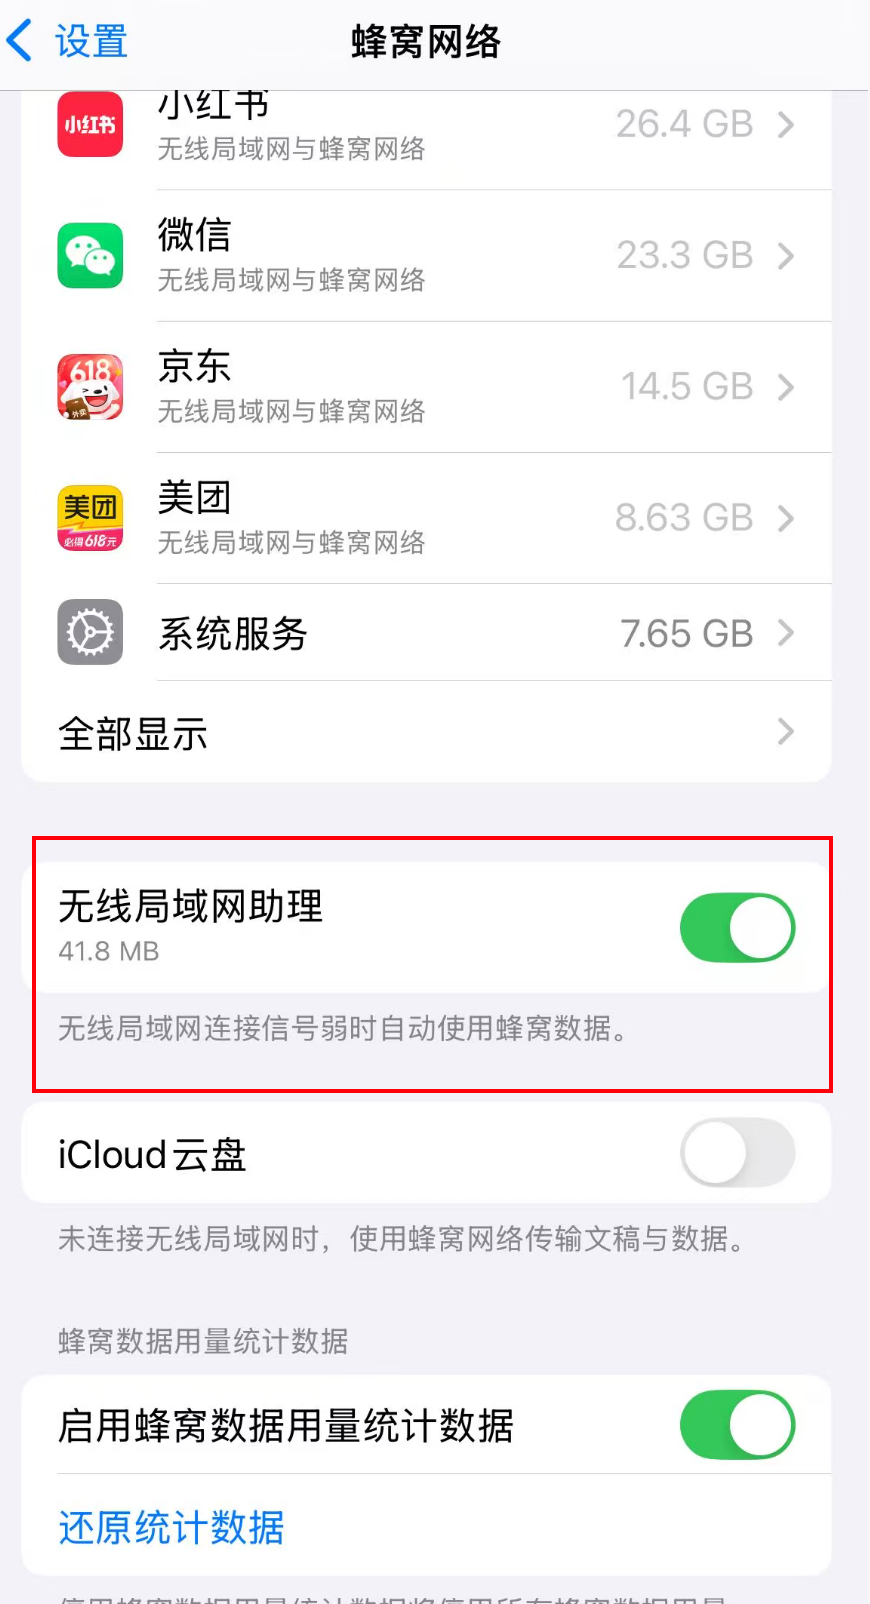 设置
蜂窝网络
小红书
小红书
26.4 GB
无线局域网与蜂窝网络
微信
23.3 GB
无线局域网与蜂窝网络
618
外卖
京东
14.5 GB
无线局域网与蜂窝网络
美团
必得618元
美团
8.63 GB
无线局域网与蜂窝网络
系统服务
7.65 GB
全部显示
无线局域网助理
41.8 MB
无线局域网连接信号弱时自动使用蜂窝数据。
iCloud云盘
未连接无线局域网时，使用蜂窝网络传输文稿与数据。
蜂窝数据用量统计数据
启用蜂窝数据用量统计数据
还原统计数据